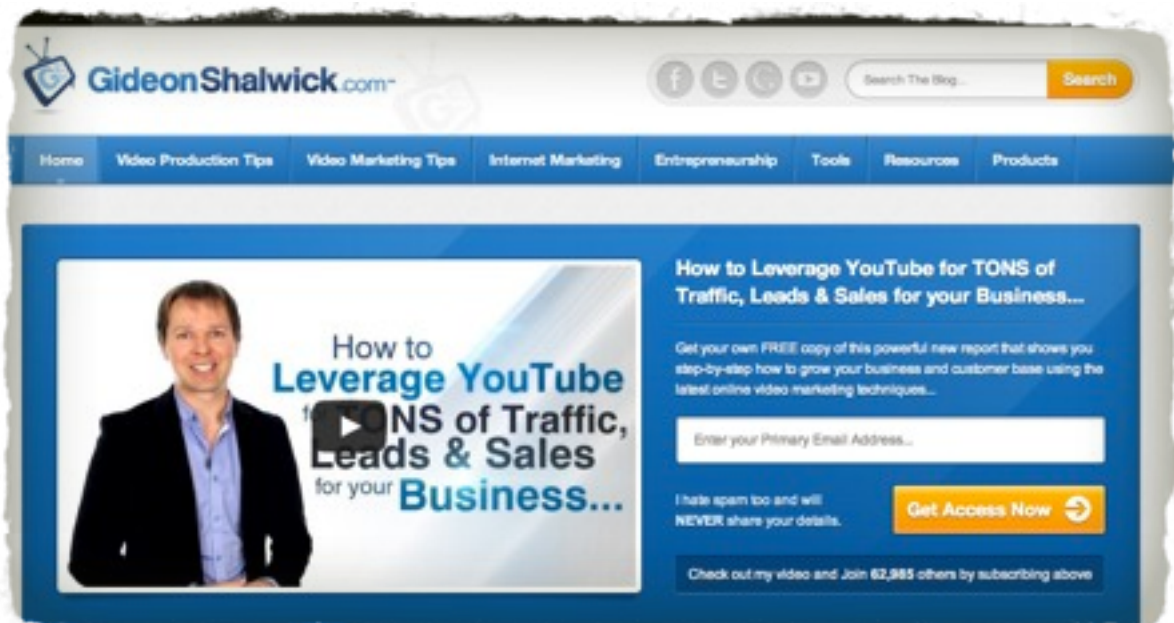 GideonShalwick.com
Search The Blog...
Search
Home
Video Production Tips
Video Marketing Tips
Internet Marketing
Entrepreneurship
Tools
Resources
Products
How to
Leverage YouTube
for TONS of Traffic,
Leads & Sales
for your Business...
How to Leverage YouTube for TONS of
Traffic, Leads & Sales for your Business...
Get your own FREE copy of this powerful new report that shows you
step-by-step how to grow your business and customer base using the
latest online video marketing techniques...
Enter your Primary Email Address...
I hate spam too and will
NEVER share your details.
Get Access Now
Check out my video and Join 62,985 others by subscribing above